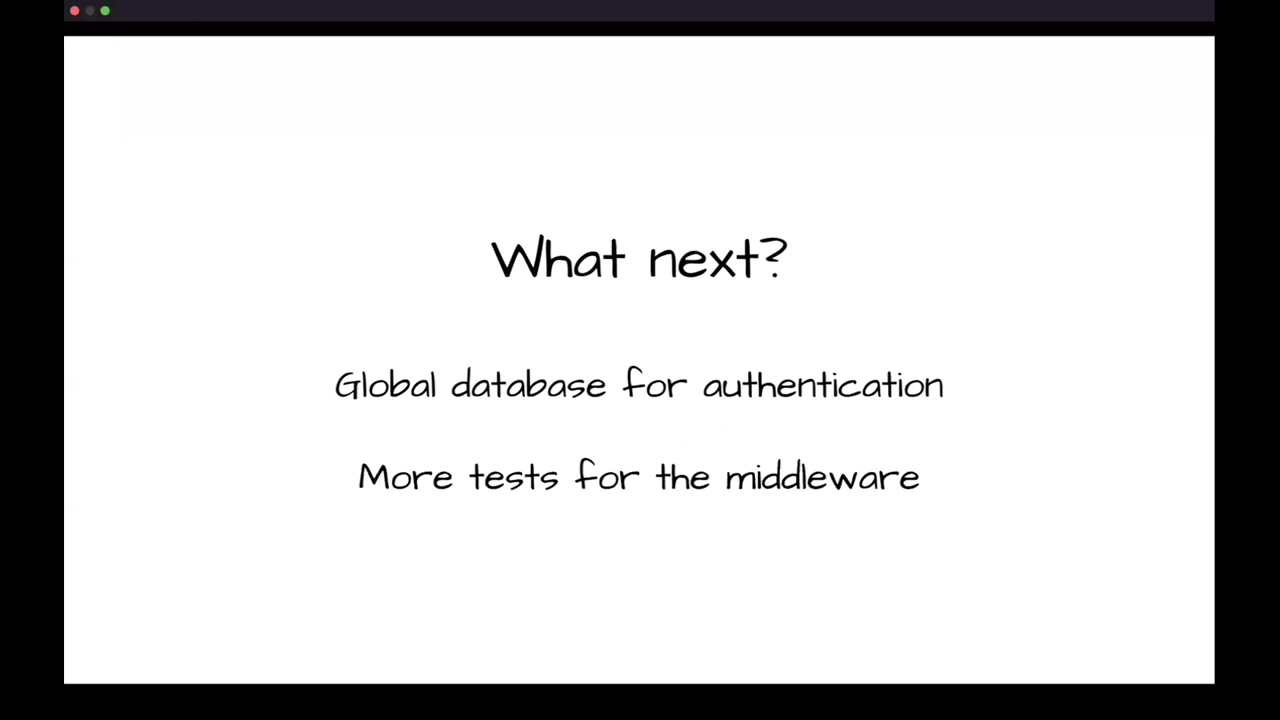 What next?
Global database for authentication
More tests for the middleware